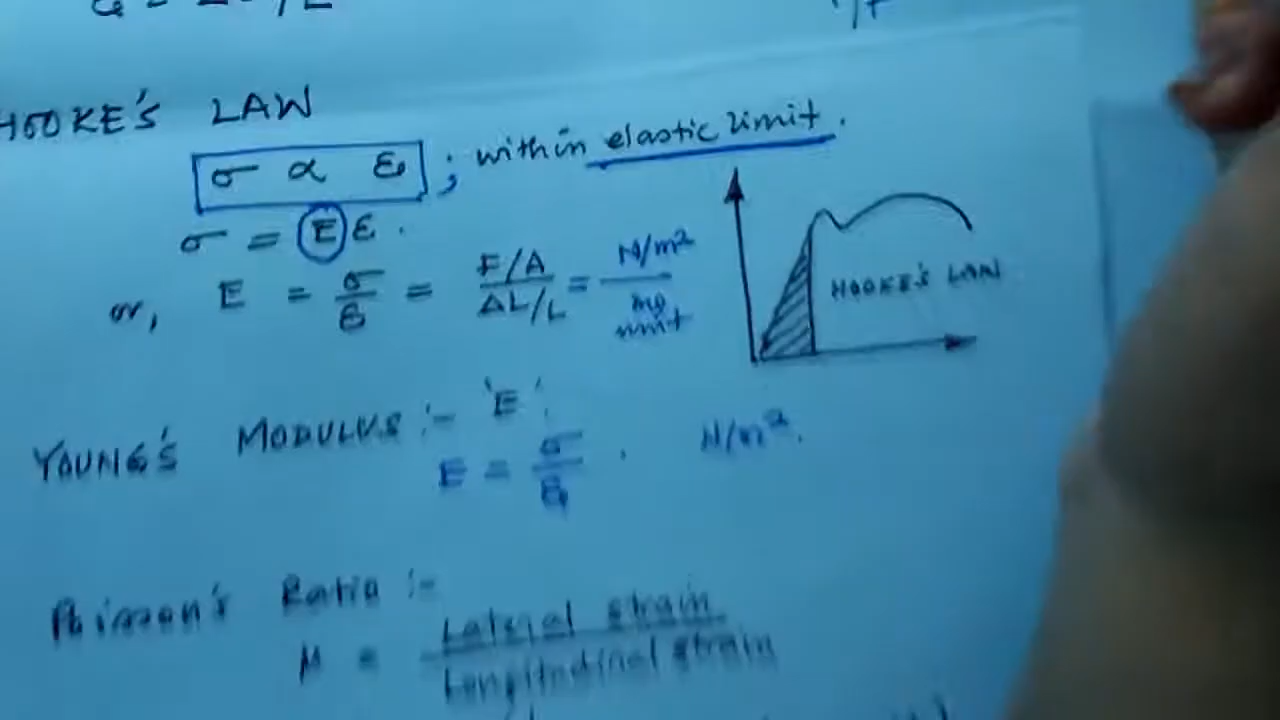 HOOKE'S LAW
σ ∝ ε ; within elastic limit.
σ = E ε.
or, E = σ/ε = (F/A)/(ΔL/L) = N/m²/no unit
HOOKE'S LAW
YOUNG'S MODULUS :- 'E'.
E = σ/ε . N/m².
Poisson's Ratio :-
μ = Lateral strain
Longitudinal strain